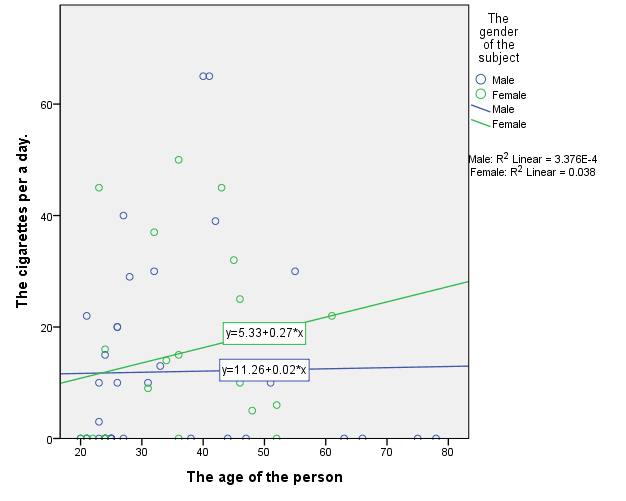 The
gender
of the
subject
Male
Female
Male
Female
Male: R2 Linear = 3.376E-4
Female: R2 Linear = 0.038
The cigarettes per a day.
60
40
20
0
y=5.33+0.27*x
y=11.26+0.02*x
20 30 40 50 60 70 80
The age of the person